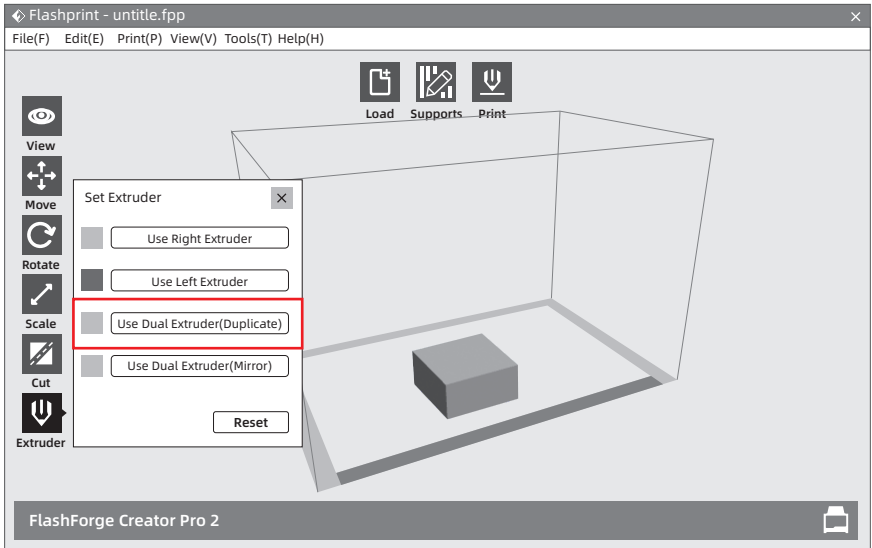 Flashprint - untitle.fpp
File(F) Edit(E) Print(P) View(V) Tools(T) Help(H)
Load Supports Print
View
Move
Rotate
Scale
Cut
Extruder
Set Extruder
Use Right Extruder
Use Left Extruder
Use Dual Extruder(Duplicate)
Use Dual Extruder(Mirror)
Reset
FlashForge Creator Pro 2